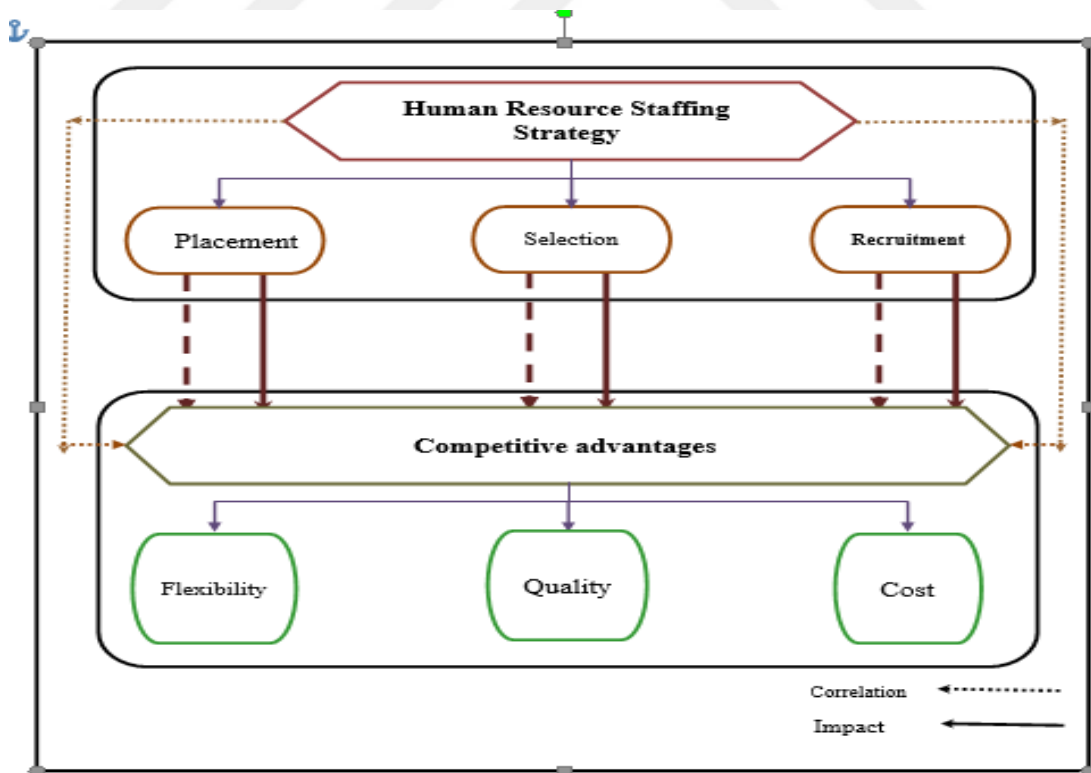 Human Resource Staffing
Strategy
Placement
Selection
Recruitment
Competitive advantages
Flexibility
Quality
Cost
Correlation
Impact